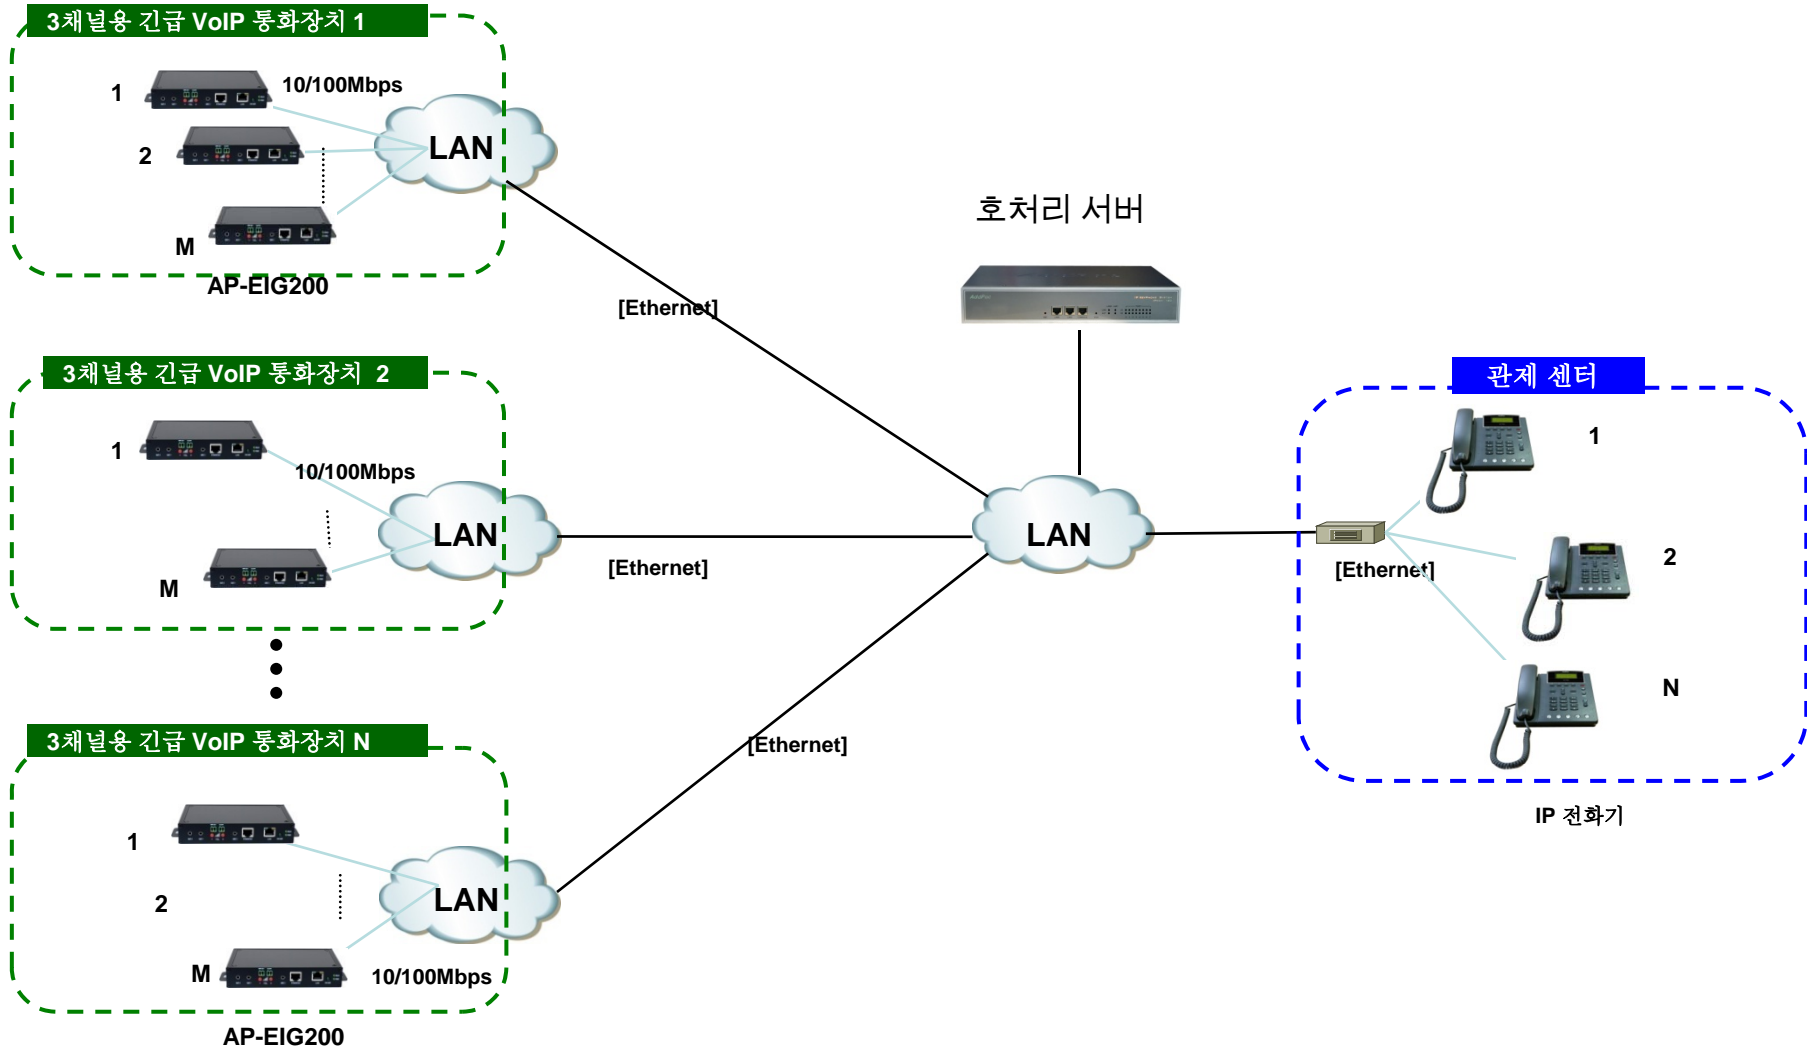 3채널용 긴급 VoIP 통화장치 1
1
10/100Mbps
2
LAN
M
AP-EIG200
[Ethernet]
호처리 서버
3채널용 긴급 VoIP 통화장치 2
1
10/100Mbps
LAN
M
[Ethernet]
LAN
관제 센터
1
[Ethernet]
2
N
IP 전화기
3채널용 긴급 VoIP 통화장치 N
[Ethernet]
1
2
LAN
M
10/100Mbps
AP-EIG200